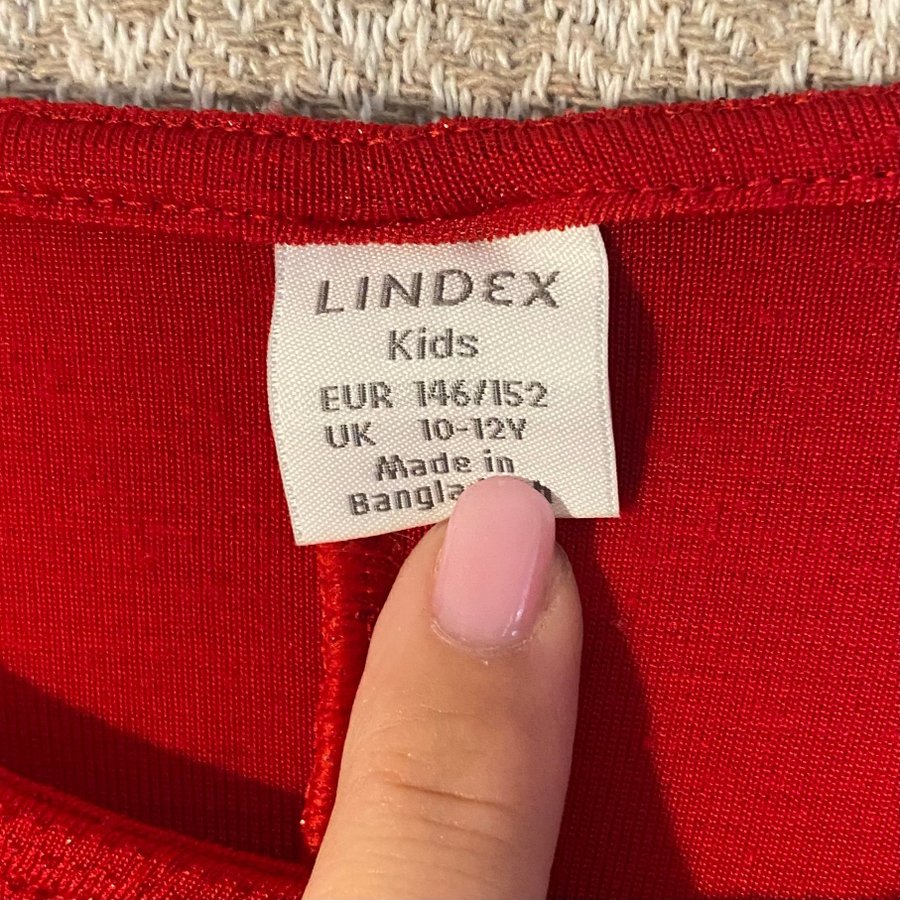 LINDEX
Kids
EUR 146/152
UK 10-12Y
Made in